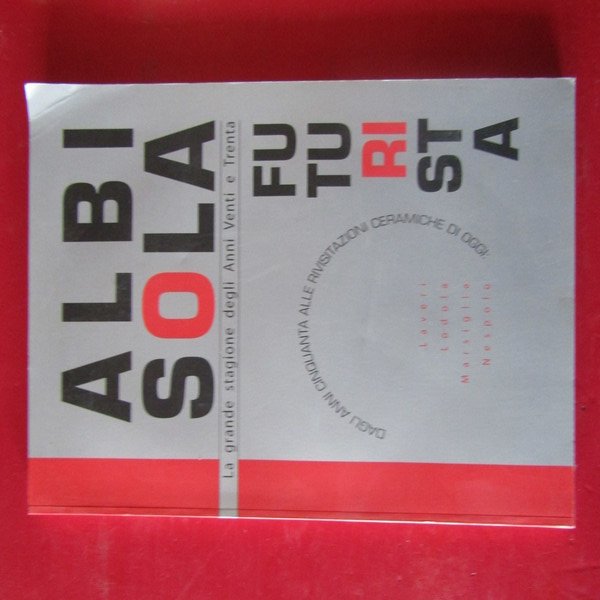 ALBI
SOLA
La grande stagione degli Anni Venti e Trenta
FU
TU
RI
ST
A
DAGLI ANNI CINQUANTA ALLE RIVISITAZIONI CERAMICHE DI OGGI:
Laveri
Lodola
Marsiglia
Nespolo